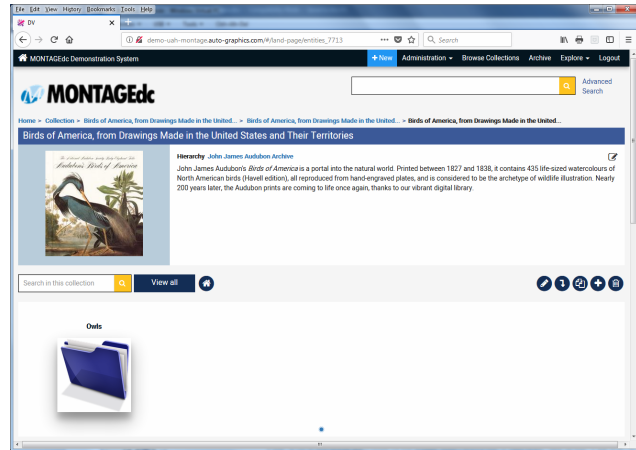 File Edit View History Bookmarks Tools Help
DV
demo-uah-montage.auto-graphics.com/#/land-page/entities_7713
Search
MONTAGEdc Demonstration System
+ New Administration Browse Collections Archive Explore Logout
MONTAGEdc
Advanced
Search
Home > Collection > Birds of America, from Drawings Made in the United... > Birds of America, from Drawings Made in the United... > Birds of America, from Drawings Made in the United...
Birds of America, from Drawings Made in the United States and Their Territories
Audubon's Birds of America
Hierarchy John James Audubon Archive
John James Audubon's Birds of America is a portal into the natural world. Printed between 1827 and 1838, it contains 435 life-sized watercolours of
North American birds (Havell edition), all reproduced from hand-engraved plates, and is considered to be the archetype of wildlife illustration. Nearly
200 years later, the Audubon prints are coming to life once again, thanks to our vibrant digital library.
Search in this collection
View all
Owls